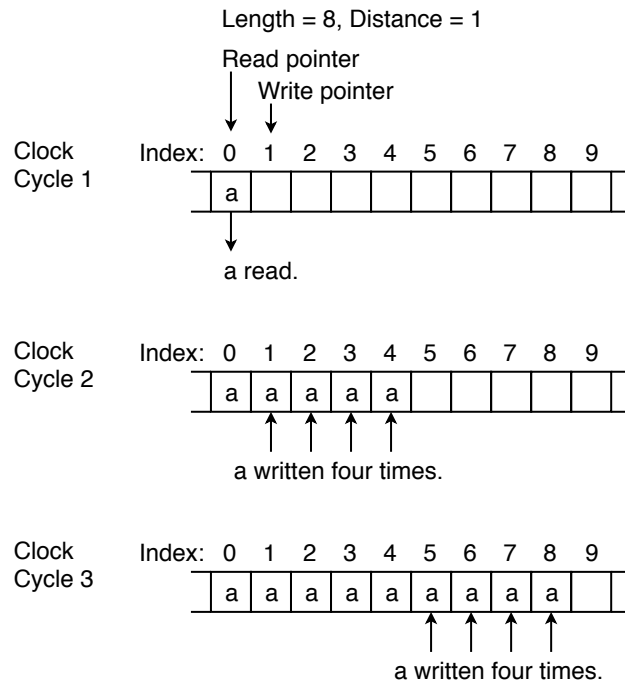 Length = 8, Distance = 1
Read pointer
Write pointer
Clock Cycle 1
Index: 0 1 2 3 4 5 6 7 8 9
a
a read.
Clock Cycle 2
Index: 0 1 2 3 4 5 6 7 8 9
a a a a a
a written four times.
Clock Cycle 3
Index: 0 1 2 3 4 5 6 7 8 9
a a a a a a a a a
a written four times.